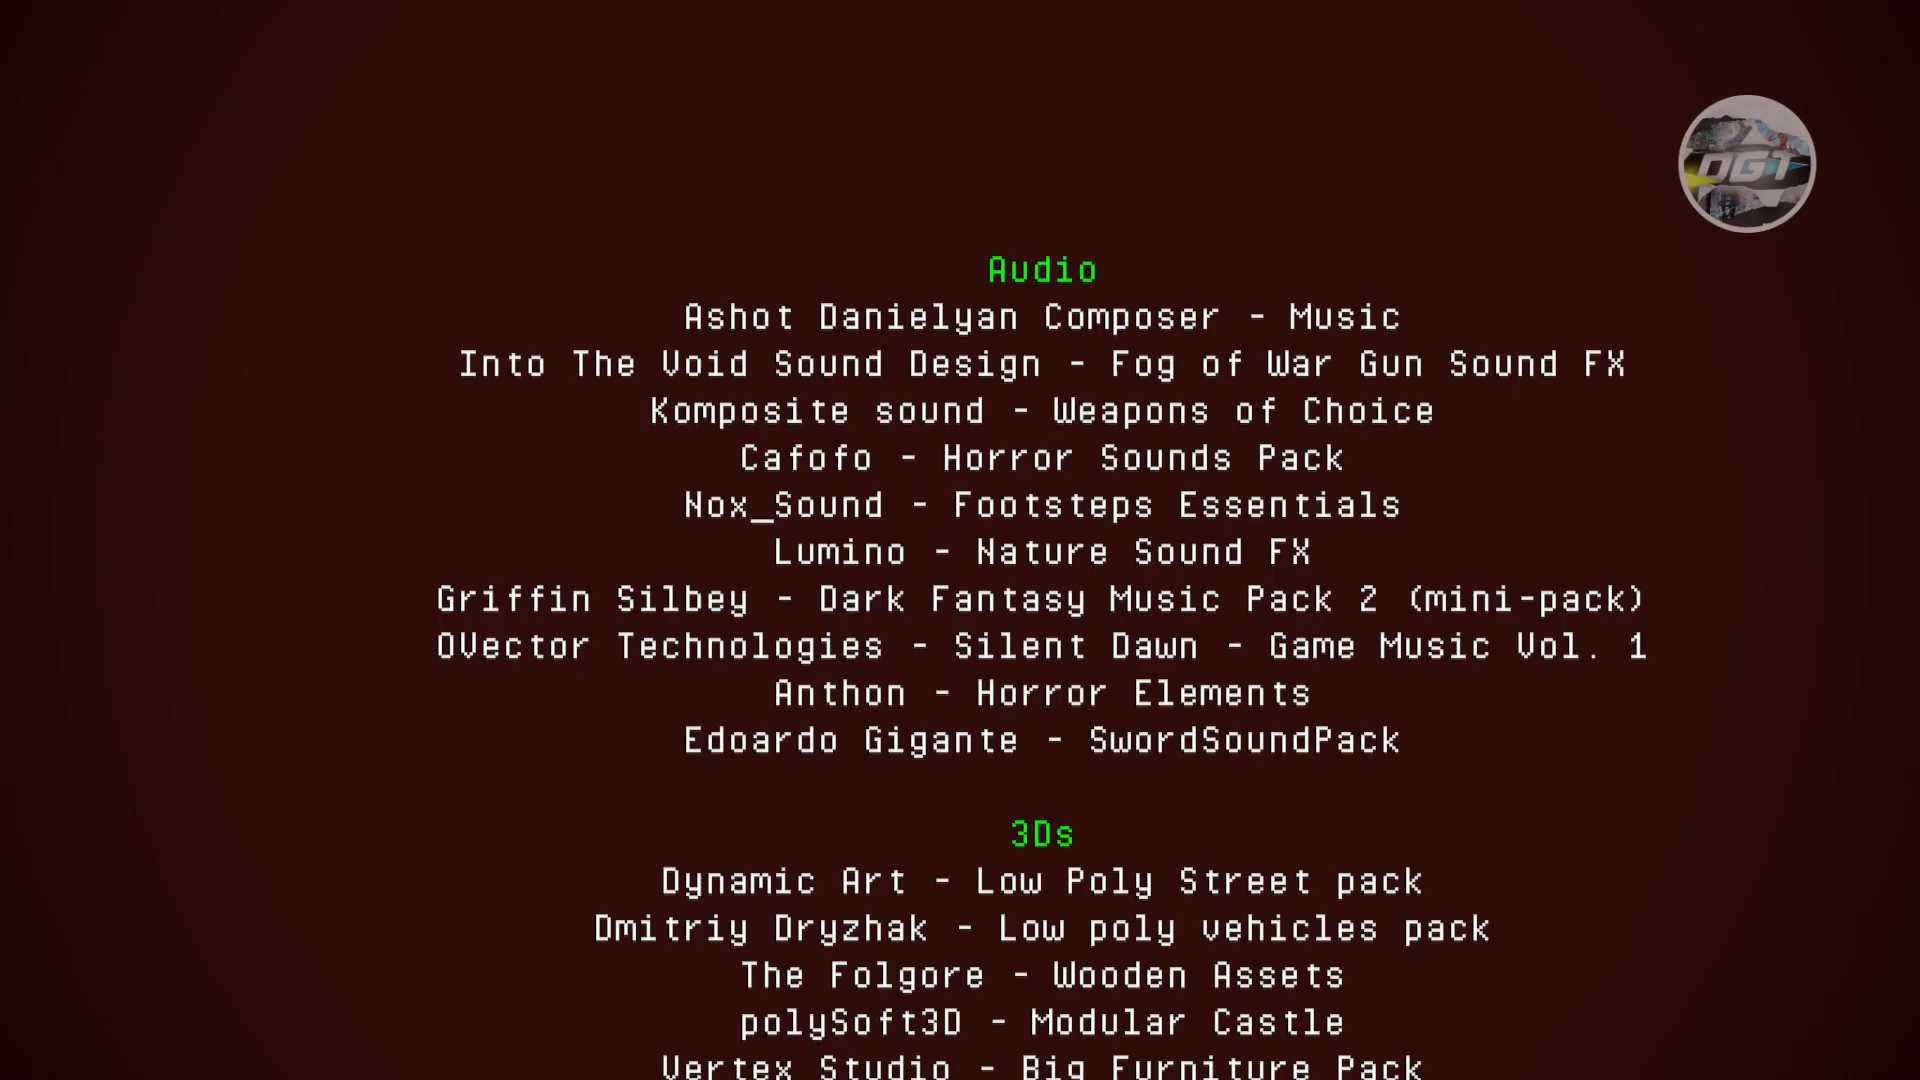 OGT
Audio
Ashot Danielyan Composer - Music
Into The Void Sound Design - Fog of War Gun Sound FX
Komposite sound - Weapons of Choice
Cafofo - Horror Sounds Pack
Nox_Sound - Footsteps Essentials
Lumino - Nature Sound FX
Griffin Silbey - Dark Fantasy Music Pack 2 (mini-pack)
OVector Technologies - Silent Dawn - Game Music Vol. 1
Anthon - Horror Elements
Edoardo Gigante - SwordSoundPack
3Ds
Dynamic Art - Low Poly Street pack
Dmitriy Dryzhak - Low poly vehicles pack
The Folgore - Wooden Assets
polySoft3D - Modular Castle
Vertex Studio - Big Furniture Pack